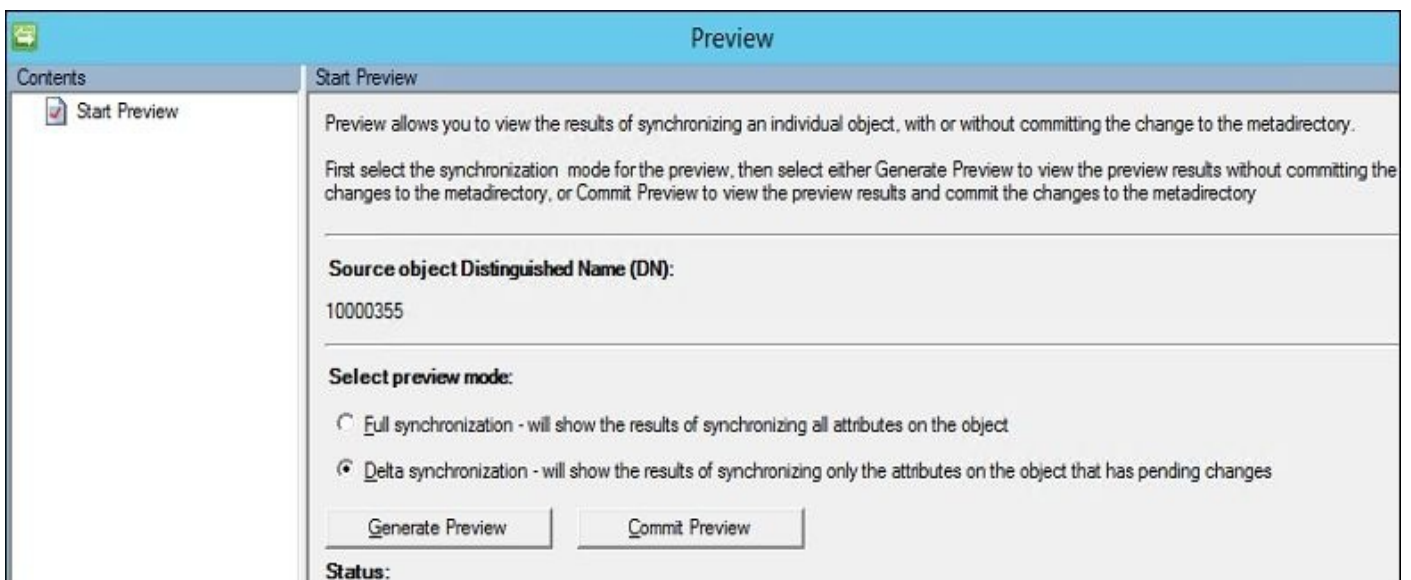 Preview
Contents
Start Preview
Start Preview
Preview allows you to view the results of synchronizing an individual object, with or without committing the change to the metadirectory.
First select the synchronization mode for the preview, then select either Generate Preview to view the preview results without committing the
changes to the metadirectory, or Commit Preview to view the preview results and commit the changes to the metadirectory
Source object Distinguished Name (DN):
10000355
Select preview mode:
Full synchronization - will show the results of synchronizing all attributes on the object
Delta synchronization - will show the results of synchronizing only the attributes on the object that has pending changes
Generate Preview
Commit Preview
Status: